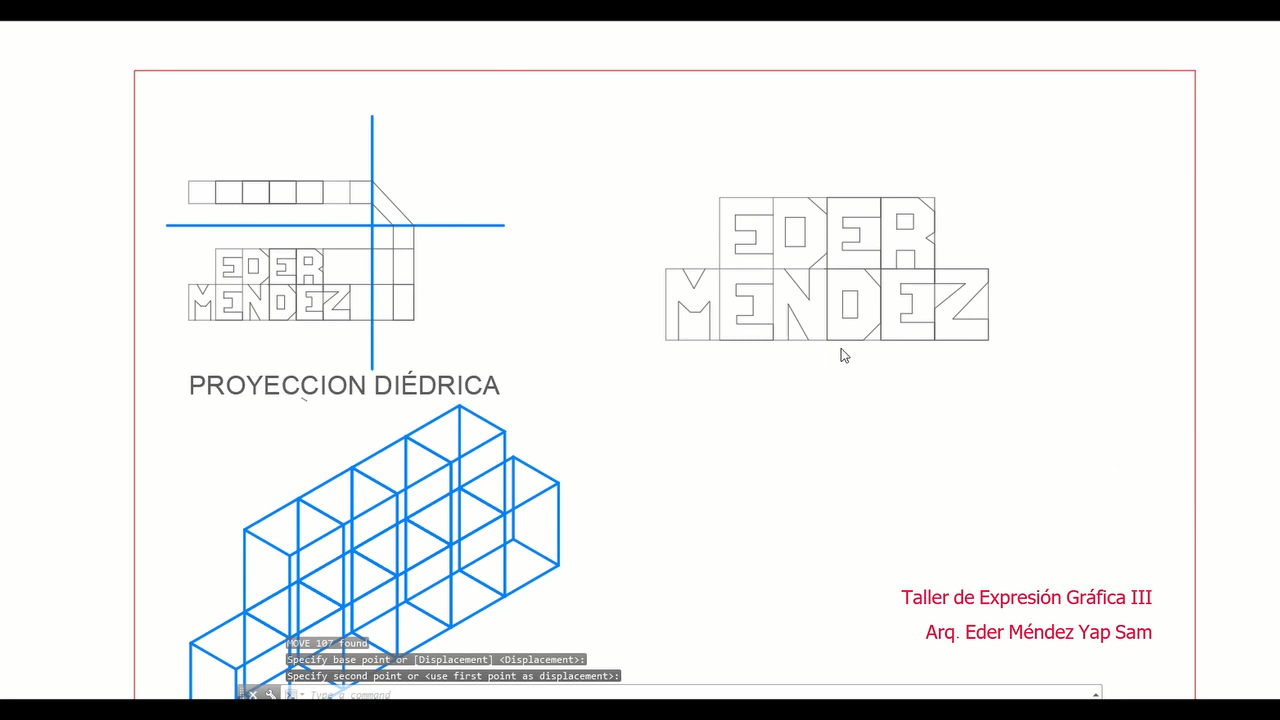 EDER
MENDEZ
EDER
MENDEZ
PROYECCION DIÉDRICA
Taller de Expresión Gráfica III
Arq. Eder Méndez Yap Sam
MOVE 107 found
Specify base point or [Displacement] <Displacement>:
Specify second point or <use first point as displacement>:
Type a command